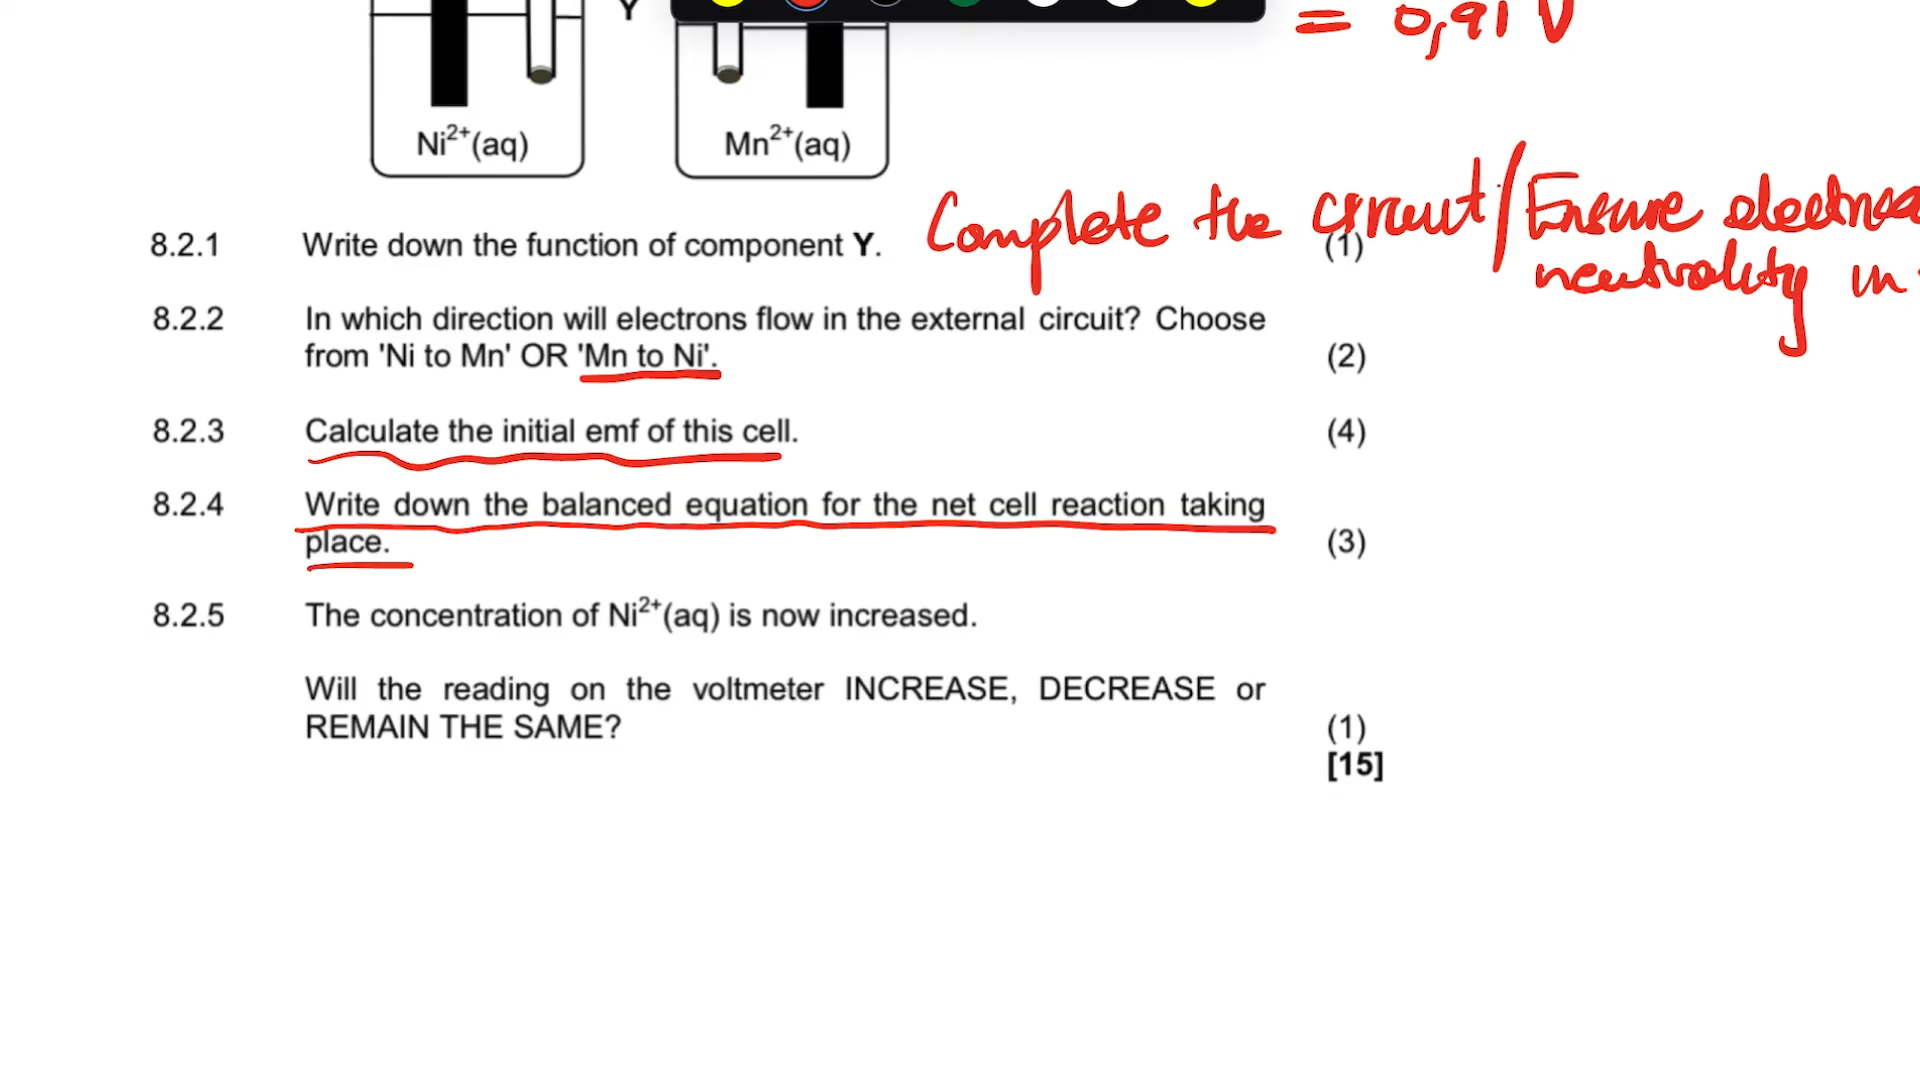 Y
= 0,91 V
Ni²⁺(aq)
Mn²⁺(aq)
Complete the circuit/Ensure
neutrality in
8.2.1 Write down the function of component Y. (1)
8.2.2 In which direction will electrons flow in the external circuit? Choose
from 'Ni to Mn' OR 'Mn to Ni'. (2)
8.2.3 Calculate the initial emf of this cell. (4)
8.2.4 Write down the balanced equation for the net cell reaction taking
place. (3)
8.2.5 The concentration of Ni²⁺(aq) is now increased.
Will the reading on the voltmeter INCREASE, DECREASE or
REMAIN THE SAME? (1)
[15]